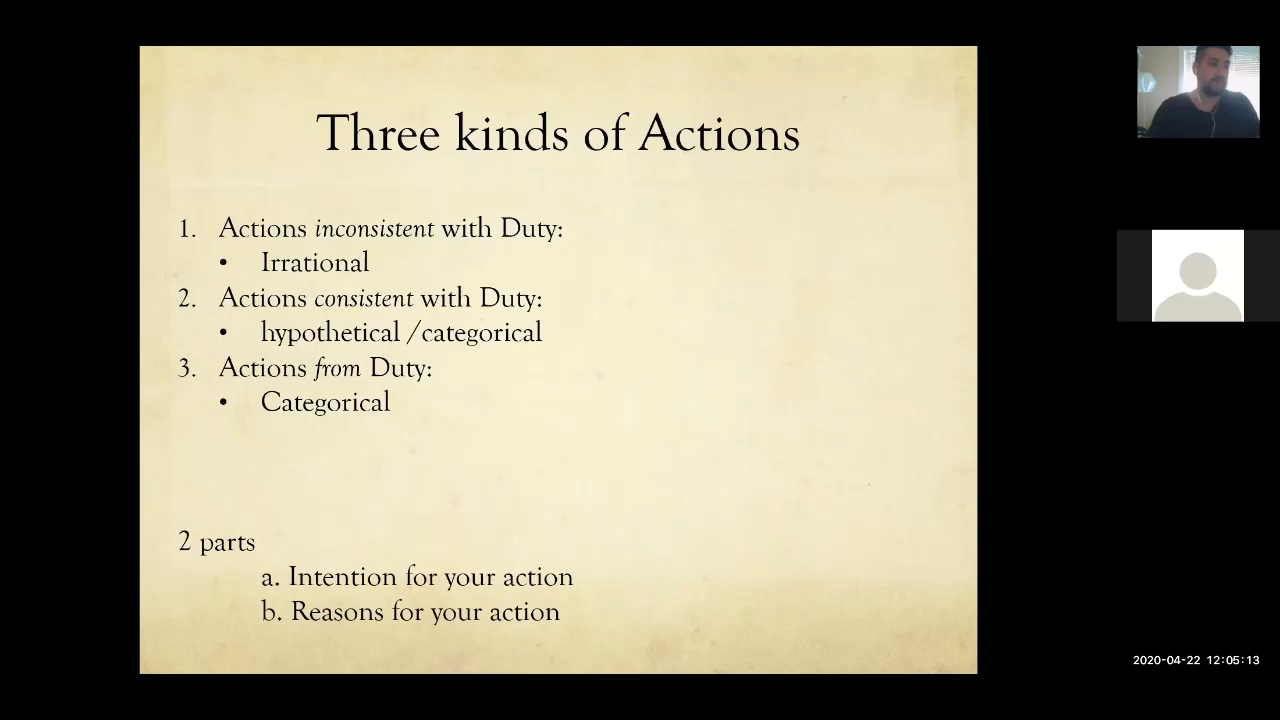 Three kinds of Actions
1. Actions inconsistent with Duty:
• Irrational
2. Actions consistent with Duty:
• hypothetical /categorical
3. Actions from Duty:
• Categorical
2 parts
a. Intention for your action
b. Reasons for your action
2020-04-22 12:05:13